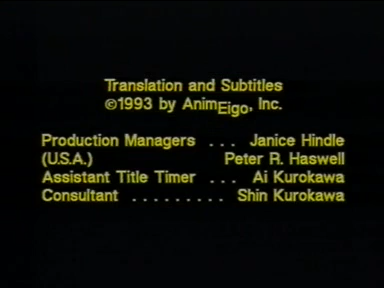 Translation and Subtitles
©1993 by AnimEigo, Inc.
Production Managers . . . Janice Hindle
(U.S.A.) Peter R. Haswell
Assistant Title Timer . . . Ai Kurokawa
Consultant . . . . . . . . . Shin Kurokawa